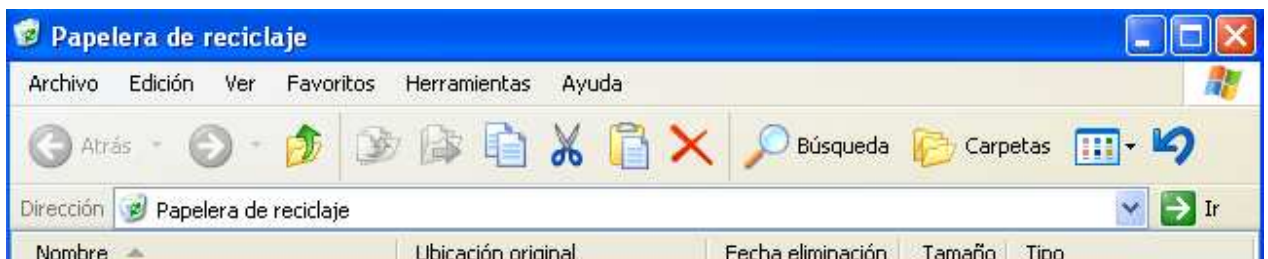 Papelera de reciclaje
Archivo Edición Ver Favoritos Herramientas Ayuda
Atrás Búsqueda Carpetas
Dirección Papelera de reciclaje Ir
Nombre Ubicación original Fecha eliminación Tamaño Tipo